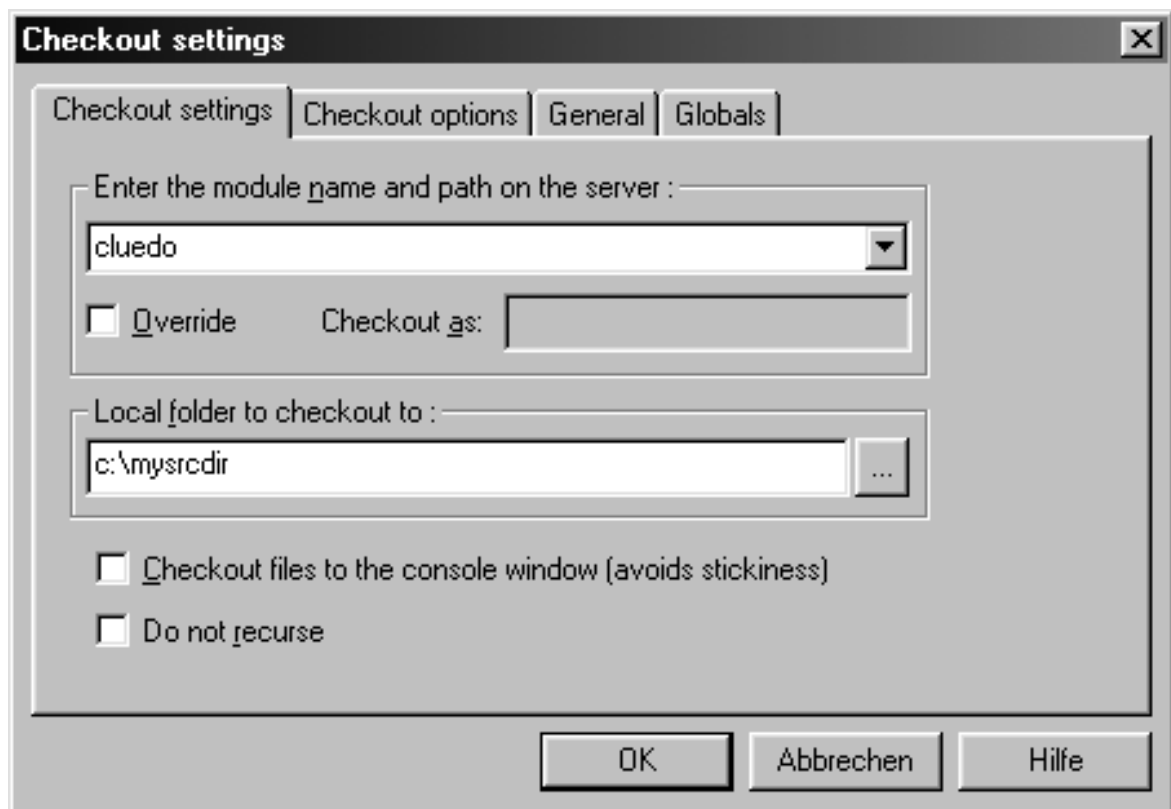 Checkout settings
Checkout settings Checkout options General Globals
Enter the module name and path on the server :
cluedo
Override Checkout as:
Local folder to checkout to :
c:\mysrcdir
...
Checkout files to the console window (avoids stickiness)
Do not recurse
OK Abbrechen Hilfe